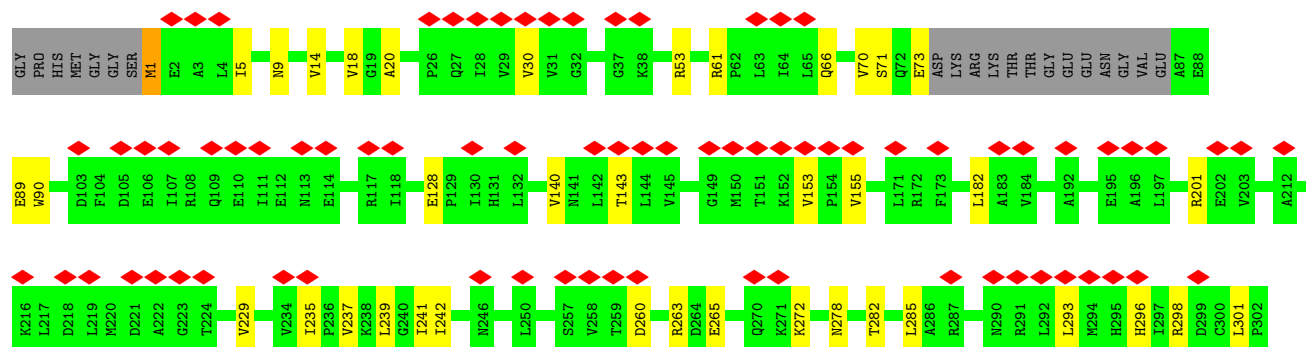 GLY PRO HIS MET GLY GLY SER M1 E2 A3 L4 I5 N9 V14 V18 G19 A20 P26 Q27 I28 V29 V30 V31 G32 G37 K38 R53 R61 P62 L63 I64 L65 Q66 V70 S71 Q72 E73 ASP LYS ARG LYS THR THR GLY GLU GLU ASN GLY VAL GLU A87 E88
E89 W90 D103 F104 D105 E106 I107 R108 Q109 E110 I111 E112 N113 E114 R117 I118 E128 P129 I130 H131 L132 V140 N141 L142 T143 L144 V145 G149 M150 T151 K152 V153 P154 V155 L171 R172 F173 L182 A183 V184 A192 E195 A196 L197 R201 E202 V203 A212
K216 L217 D218 L219 M220 D221 A222 G223 T224 V229 V234 I235 P236 V237 K238 L239 G240 I241 I242 N246 L250 S257 V258 T259 D260 R263 D264 E265 Q270 K271 K272 N278 T282 L285 A286 R287 N290 R291 L292 L293 M294 H295 H296 I297 R298 D299 G300 L301 P302